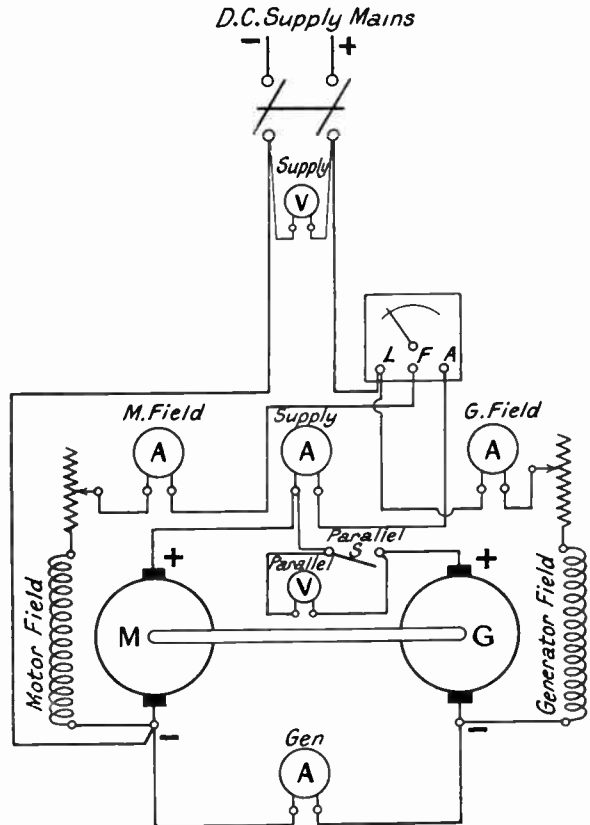 D.C. Supply Mains
- +
Supply
V
L F A
M. Field
Supply
G. Field
A
A
A
Parallel
S
Parallel
V
+
+
M
G
Motor Field
Generator Field
-
-
Gen
A